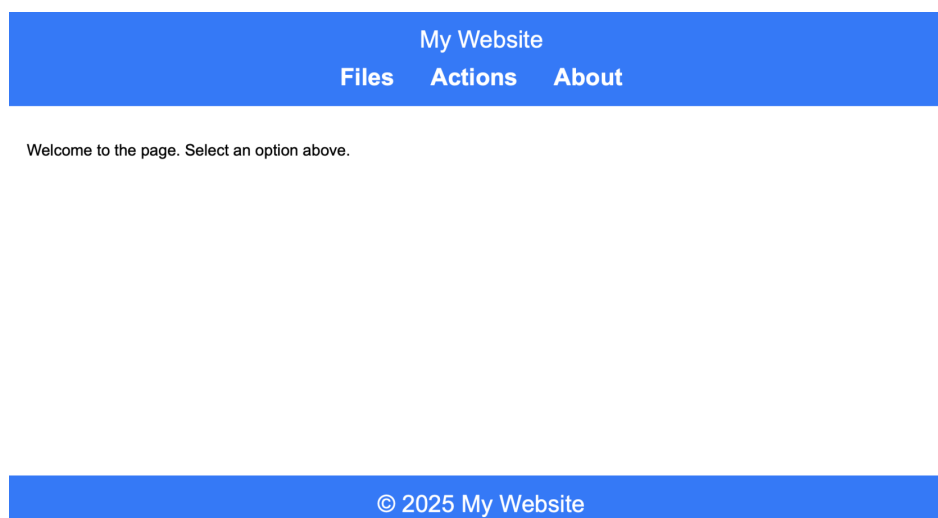 My Website
Files Actions About
Welcome to the page. Select an option above.
© 2025 My Website